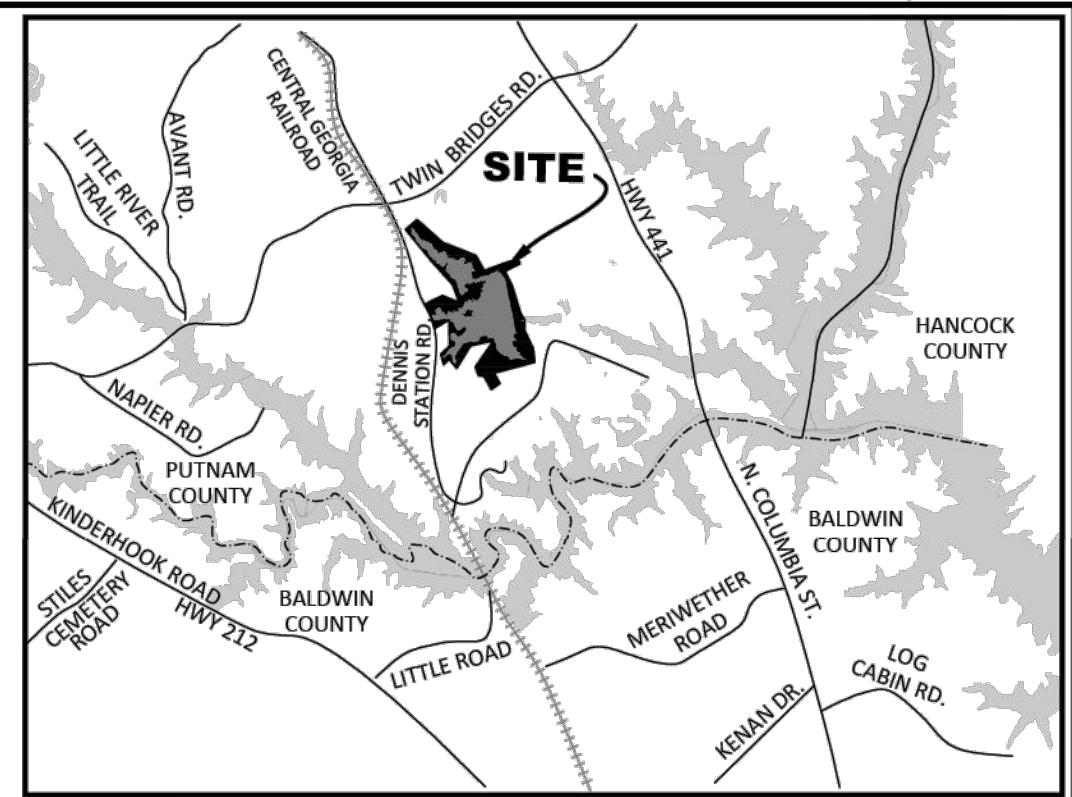 CENTRAL GEORGIA
RAILROAD
TWIN BRIDGES RD.
AVANT RD.
LITTLE RIVER
TRAIL
SITE
HWY 441
HANCOCK
COUNTY
DENNIS
STATION RD.
NAPIER RD.
PUTNAM
COUNTY
KINDERHOOK ROAD
HWY 212
STILES
CEMETERY
ROAD
BALDWIN
COUNTY
LITTLE ROAD
N. COLUMBIA ST.
BALDWIN
COUNTY
MERIWETHER
ROAD
KENAN DR.
LOG
CABIN RD.